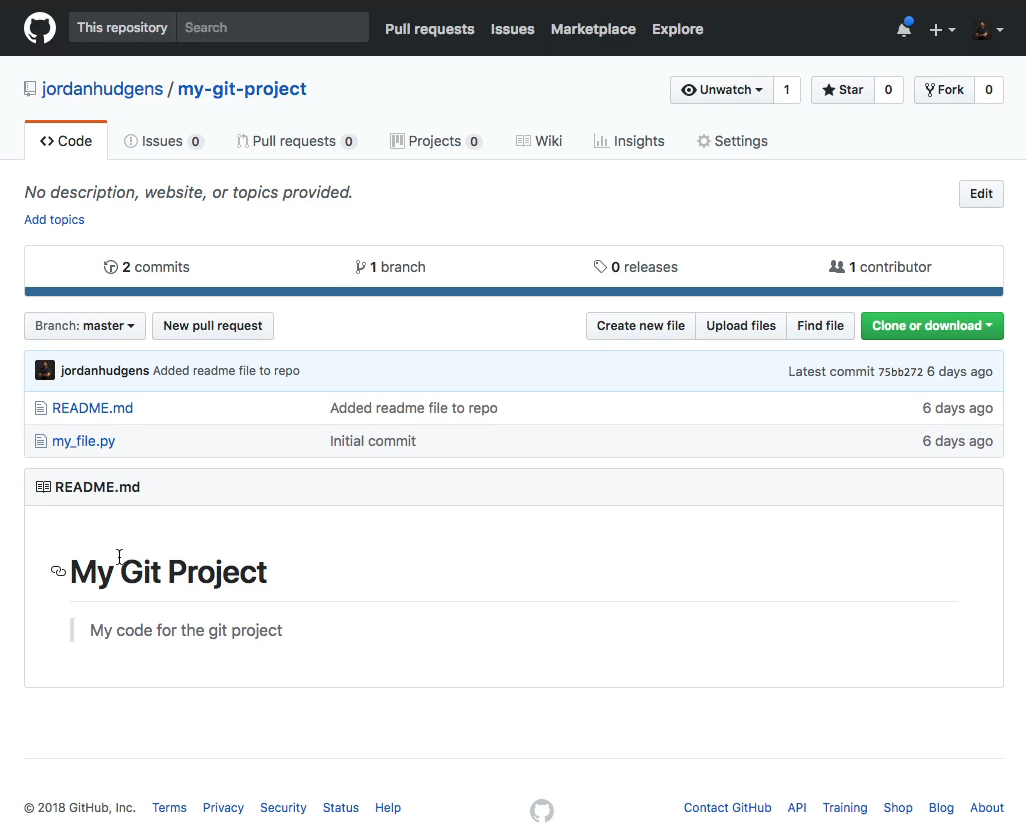 This repository Search Pull requests Issues Marketplace Explore
jordanhudgens / my-git-project Unwatch 1 Star 0 Fork 0
Code Issues 0 Pull requests 0 Projects 0 Wiki Insights Settings
No description, website, or topics provided. Edit
Add topics
2 commits 1 branch 0 releases 1 contributor
Branch: master New pull request Create new file Upload files Find file Clone or download
jordanhudgens Added readme file to repo Latest commit 75bb272 6 days ago
README.md Added readme file to repo 6 days ago
my_file.py Initial commit 6 days ago
README.md
My Git Project
My code for the git project
© 2018 GitHub, Inc. Terms Privacy Security Status Help Contact GitHub API Training Shop Blog About